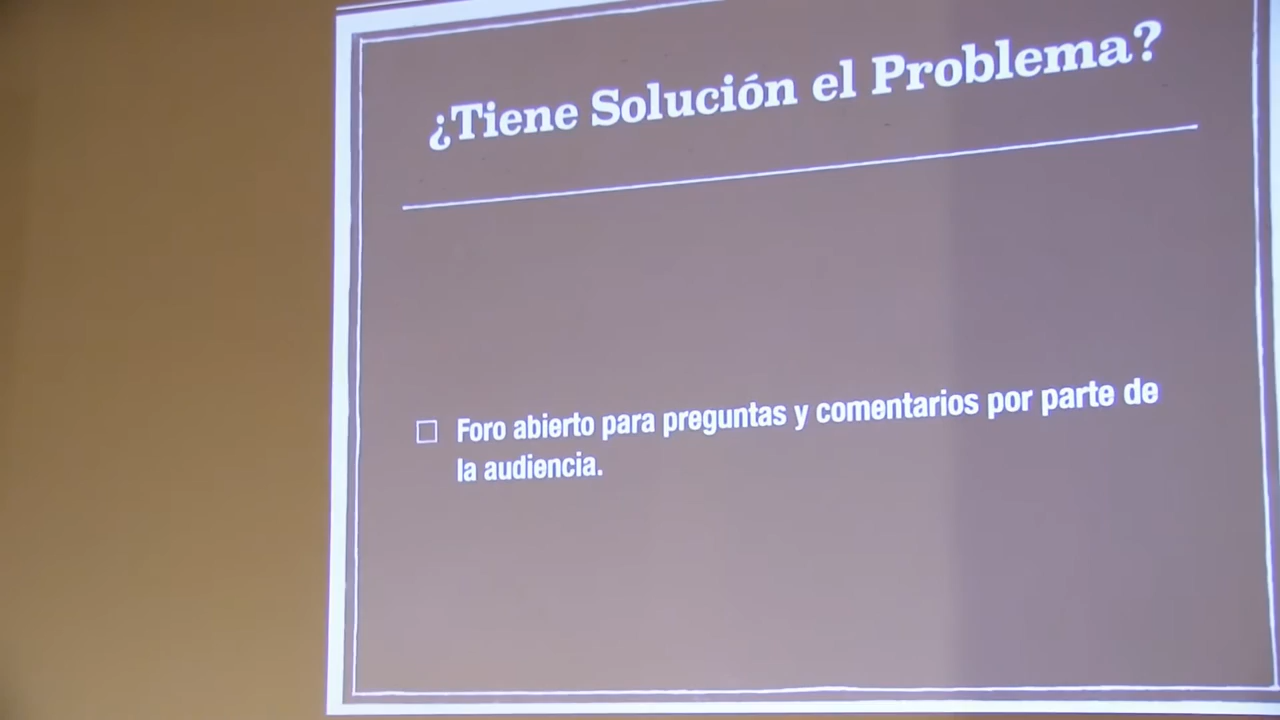 ¿Tiene Solución el Problema?
Foro abierto para preguntas y comentarios por parte de
la audiencia.